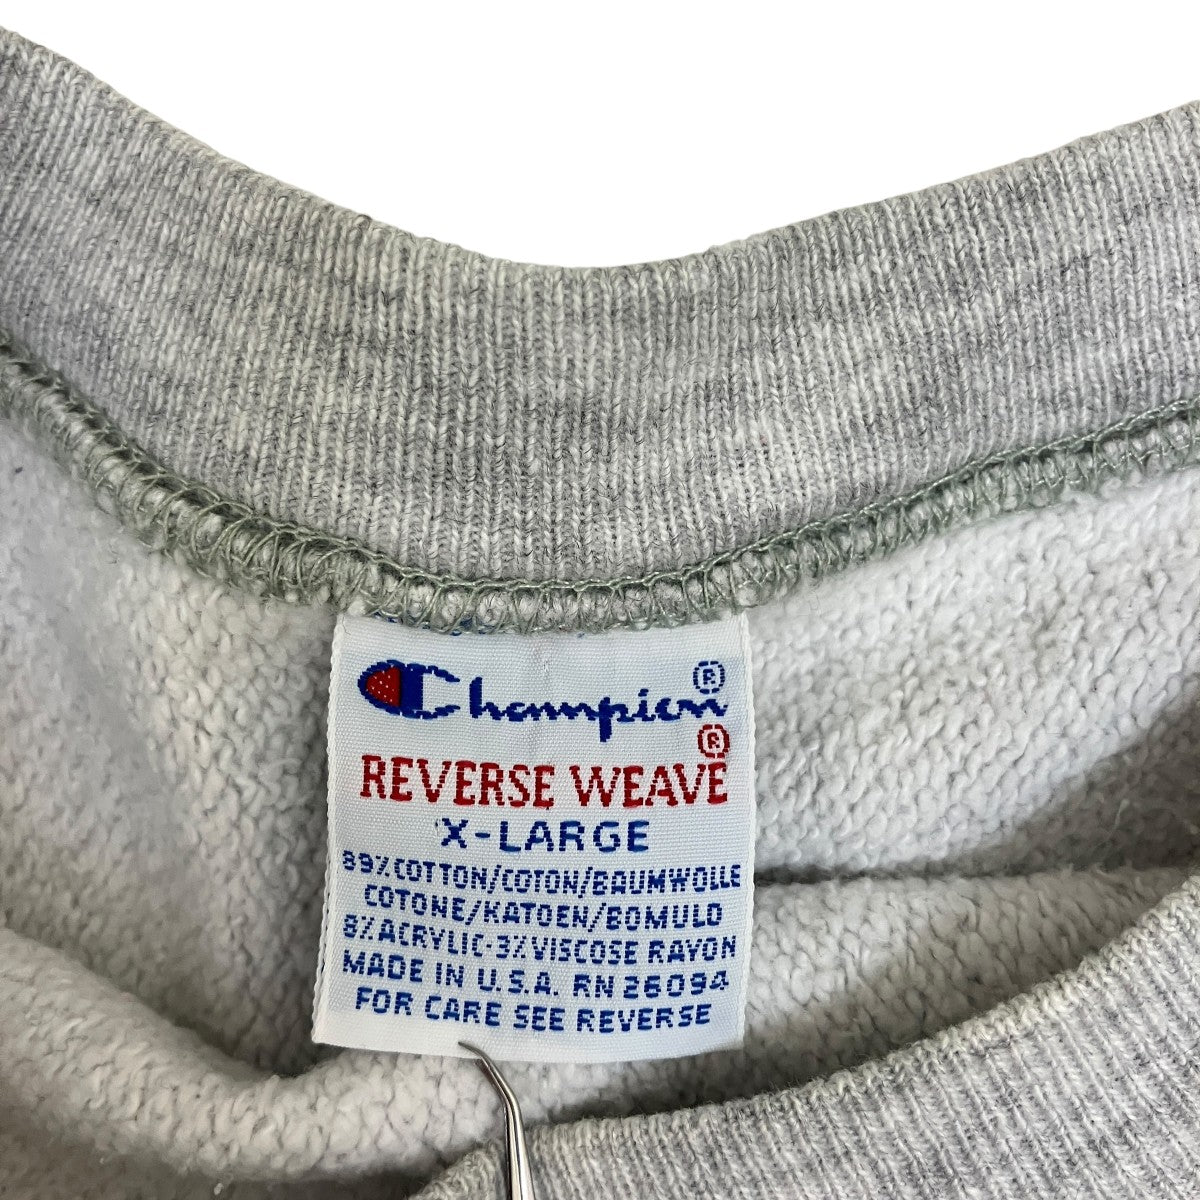 Champion®
REVERSE WEAVE®
X-LARGE
89% COTTON/COTON/BAUMWOLLE
COTONE/KATOEN/BOMULD
8% ACRYLIC·3% VISCOSE RAYON
MADE IN U.S.A. RN 26094
FOR CARE SEE REVERSE